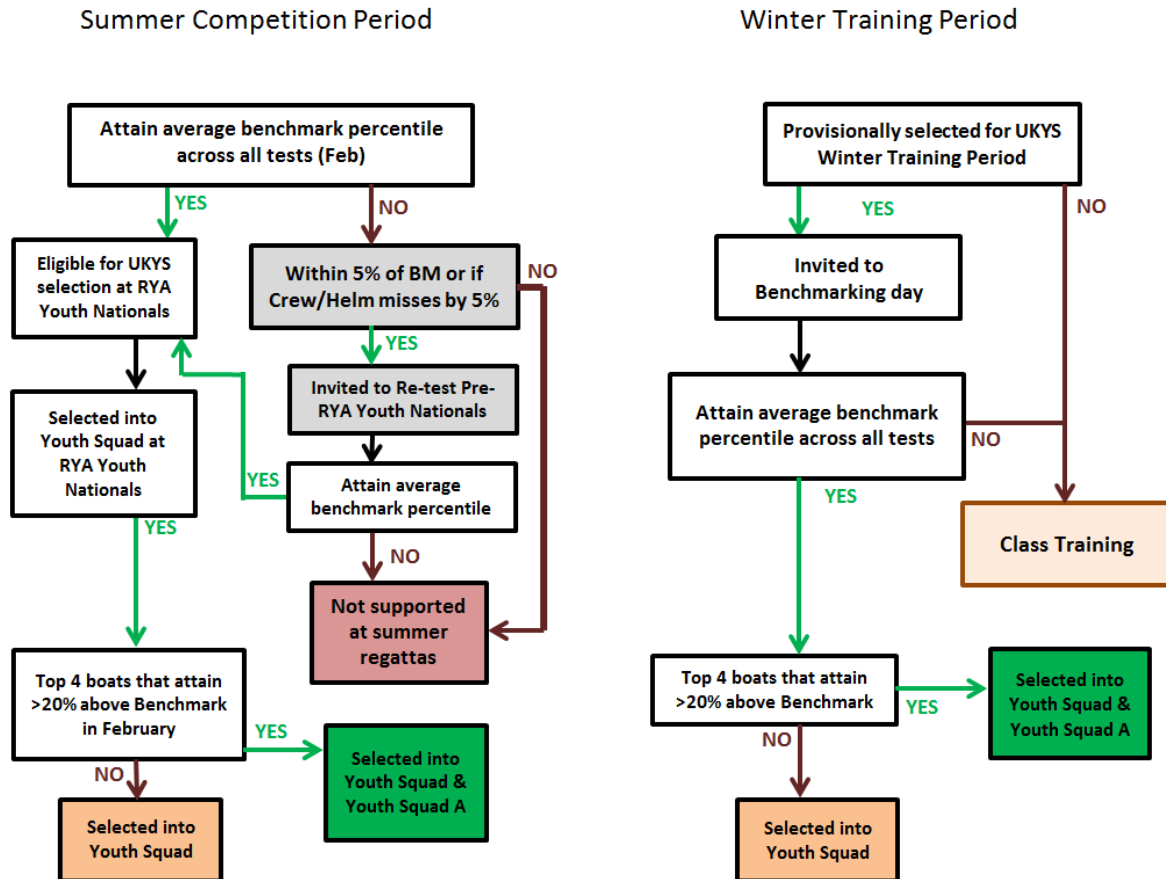 Summer Competition Period
Attain average benchmark percentile
across all tests (Feb)
YES
NO
Eligible for UKYS
selection at RYA
Youth Nationals
Within 5% of BM or if
Crew/Helm misses by 5%
NO
YES
Invited to Re-test Pre-
RYA Youth Nationals
Selected into
Youth Squad at
RYA Youth
Nationals
YES
Attain average
benchmark percentile
YES
NO
Not supported
at summer
regattas
Top 4 boats that attain
>20% above Benchmark
in February
YES
NO
Selected into
Youth Squad &
Youth Squad A
Selected into
Youth Squad
Winter Training Period
Provisionally selected for UKYS
Winter Training Period
YES
NO
Invited to
Benchmarking day
Attain average benchmark
percentile across all tests
NO
YES
Class Training
Top 4 boats that attain
>20% above Benchmark
YES
NO
Selected into
Youth Squad &
Youth Squad A
Selected into
Youth Squad